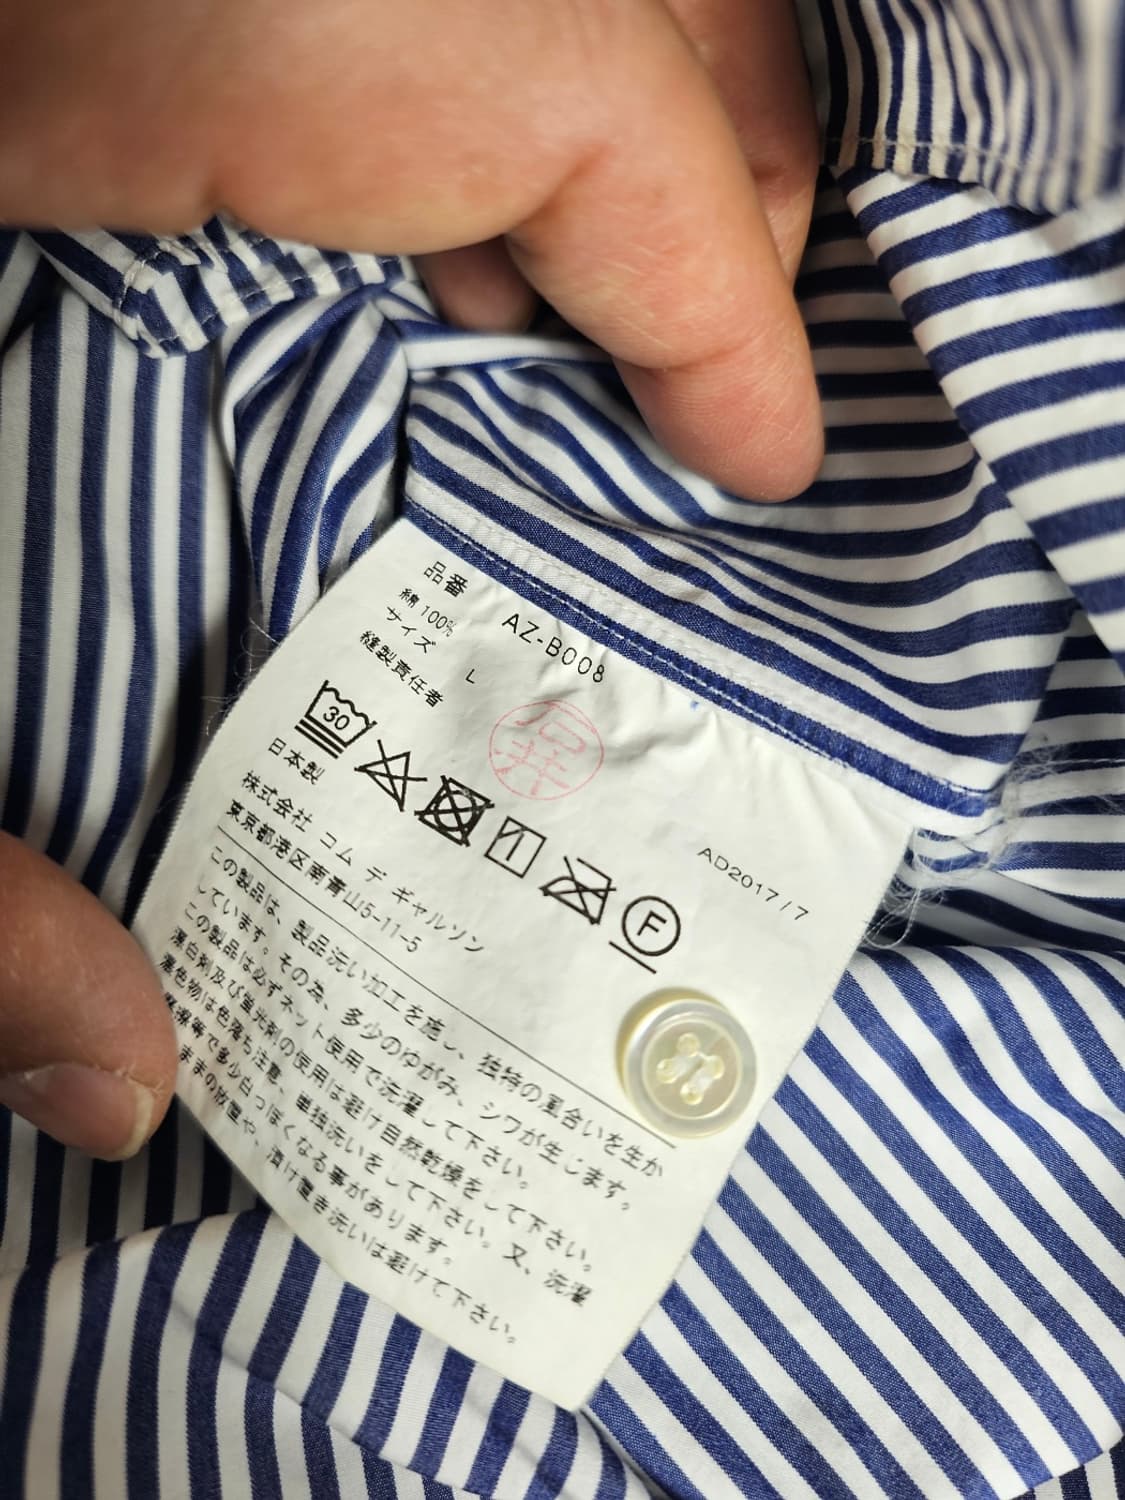 品番 AZ-B008
綿 100%
サイズ L
縫製責任者
30
F
日本製 AD2017/7
株式会社 コム デ ギャルソン
東京都港区南青山5-11-5
この製品は、製品洗い加工を施し、独特の風合いを生か
しています。その為、多少のゆがみ、シワが生じます。
この製品は必ずネット使用で洗濯して下さい。
漂白剤及び蛍光剤の使用は避け自然乾燥をして下さい。
濃色物は色落ち注意、単独洗いをして下さい。又、洗濯
摩擦等で多少白っぽくなる事があります。
ままの放置や、漬け置き洗いは避けて下さい。